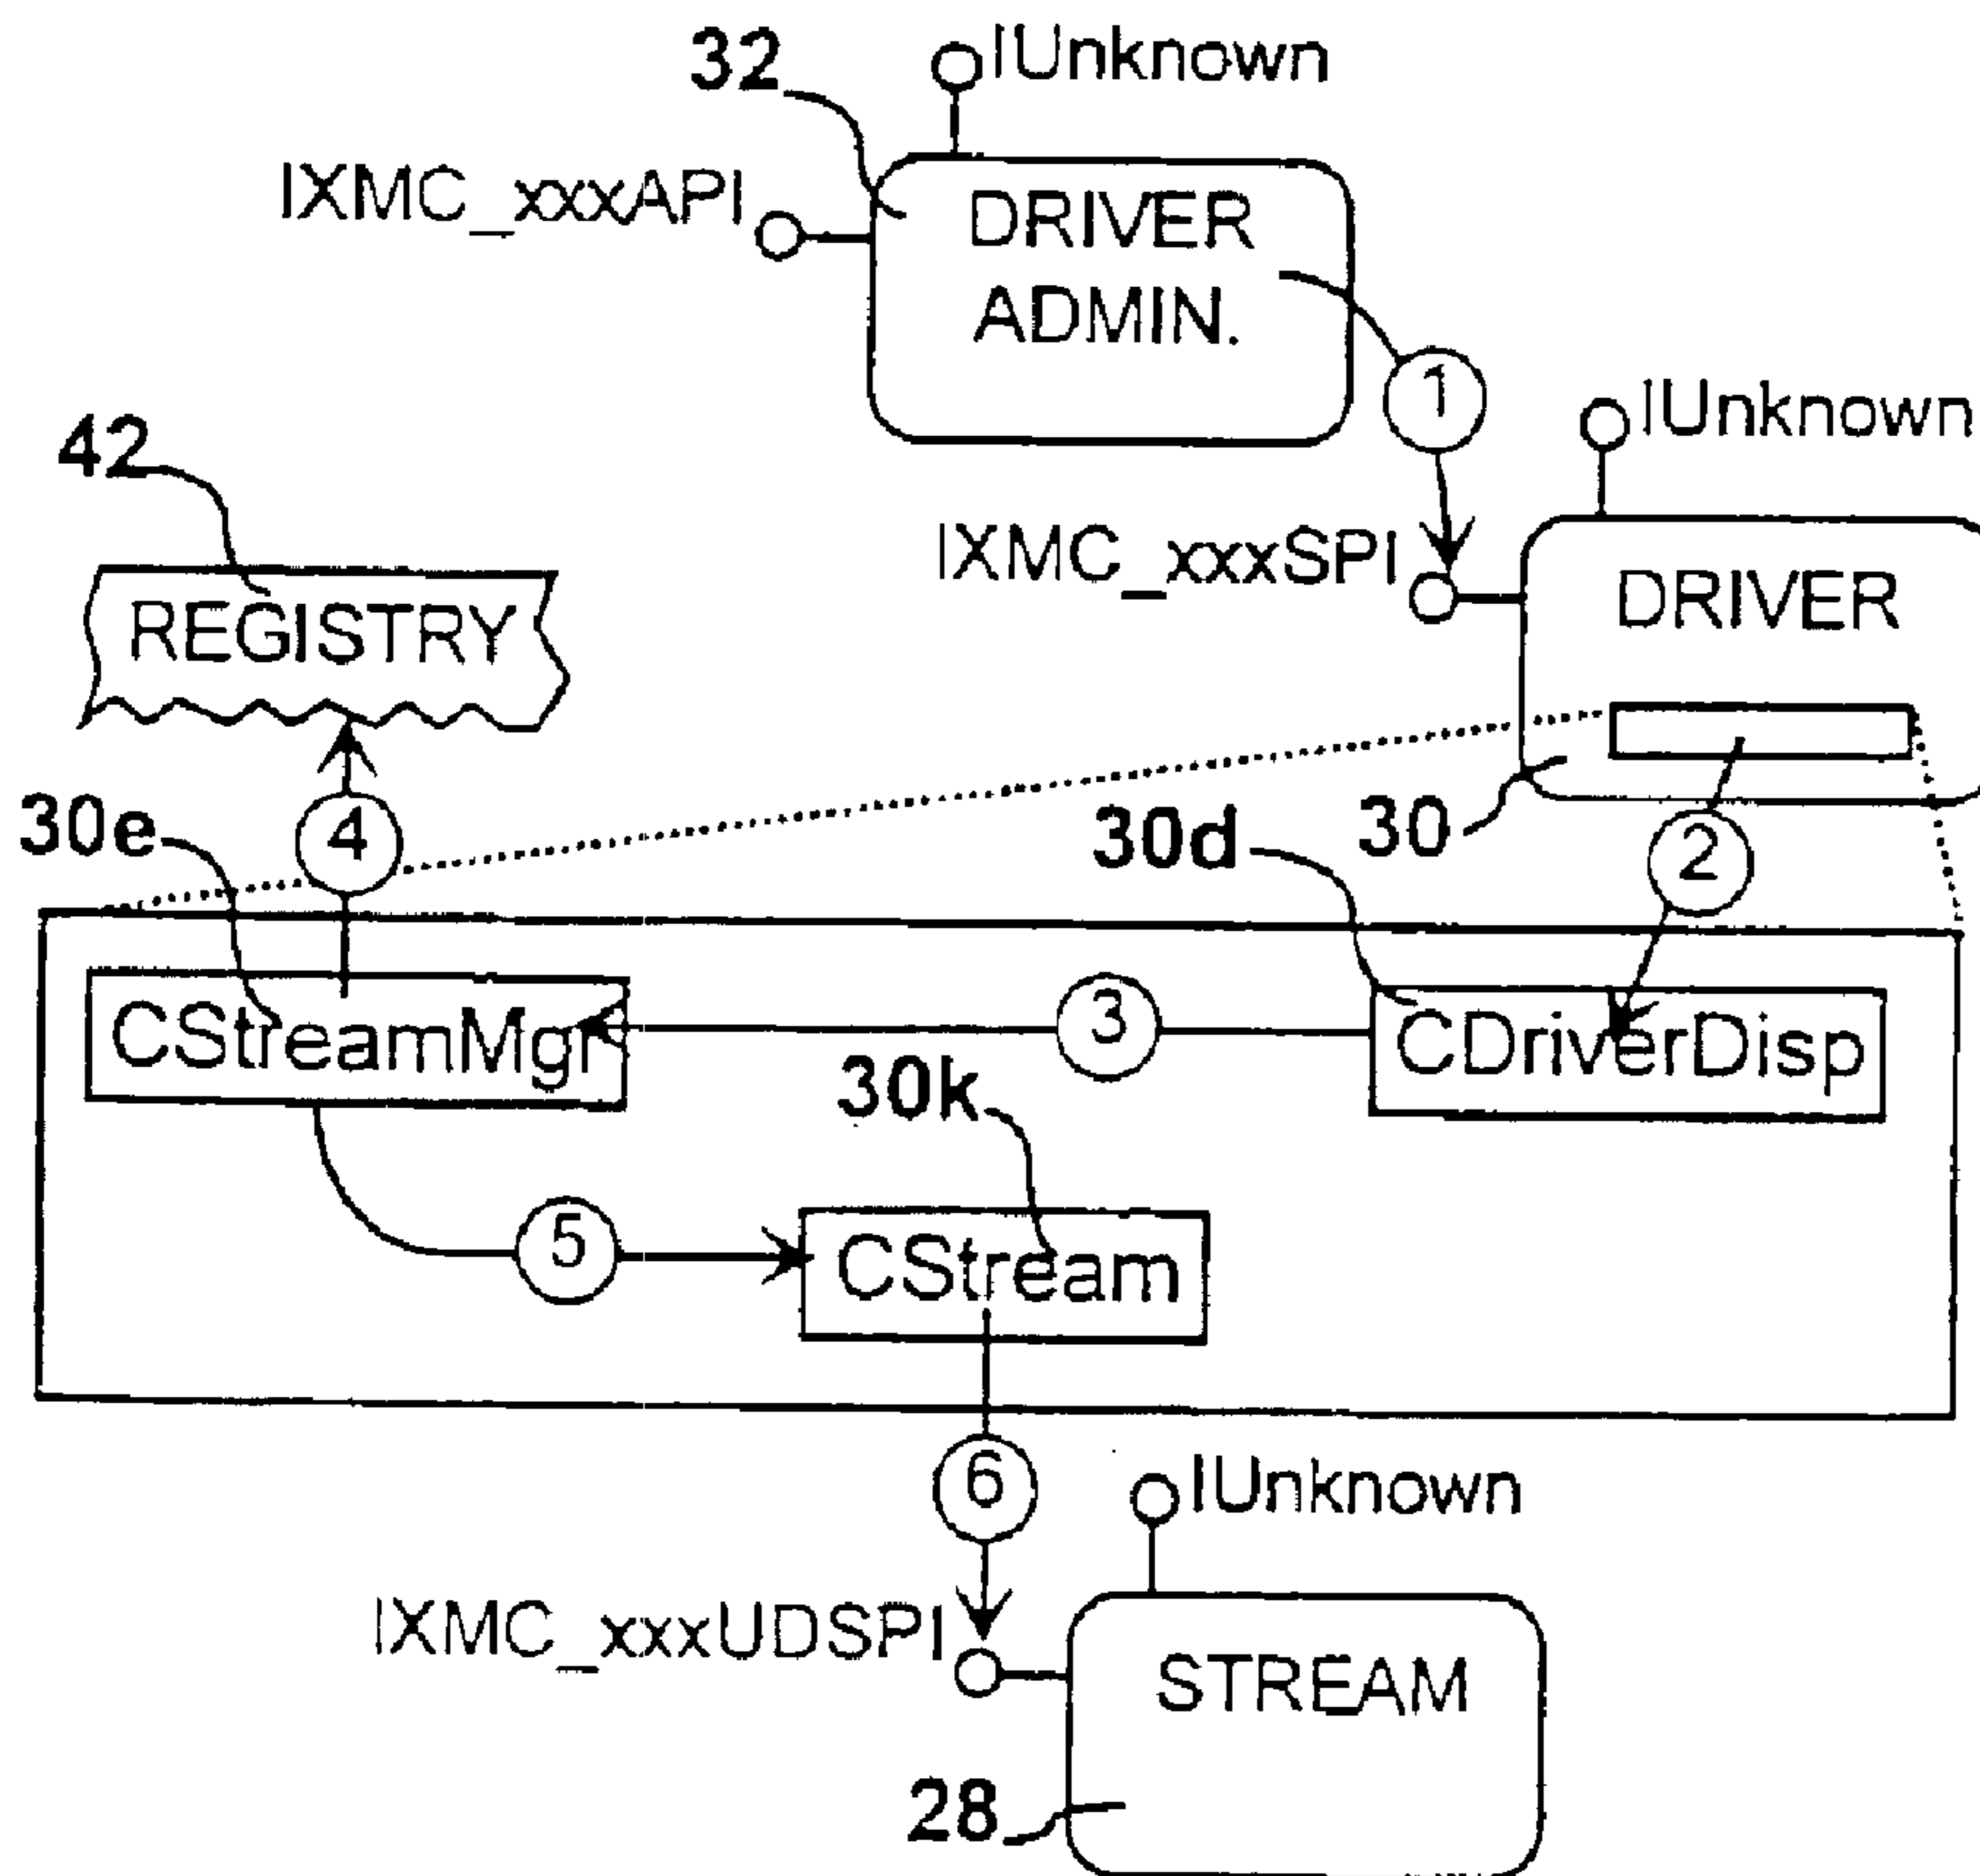 32
IUnknown
IXMC_xxxAPI
DRIVER
ADMIN.
1
IUnknown
42
IXMC_xxxSPI
DRIVER
REGISTRY
30e
4
30d
30
2
CStreamMgr
3
CDriverDisp
30k
5
CStream
6
IUnknown
IXMC_xxxUDSPI
STREAM
28